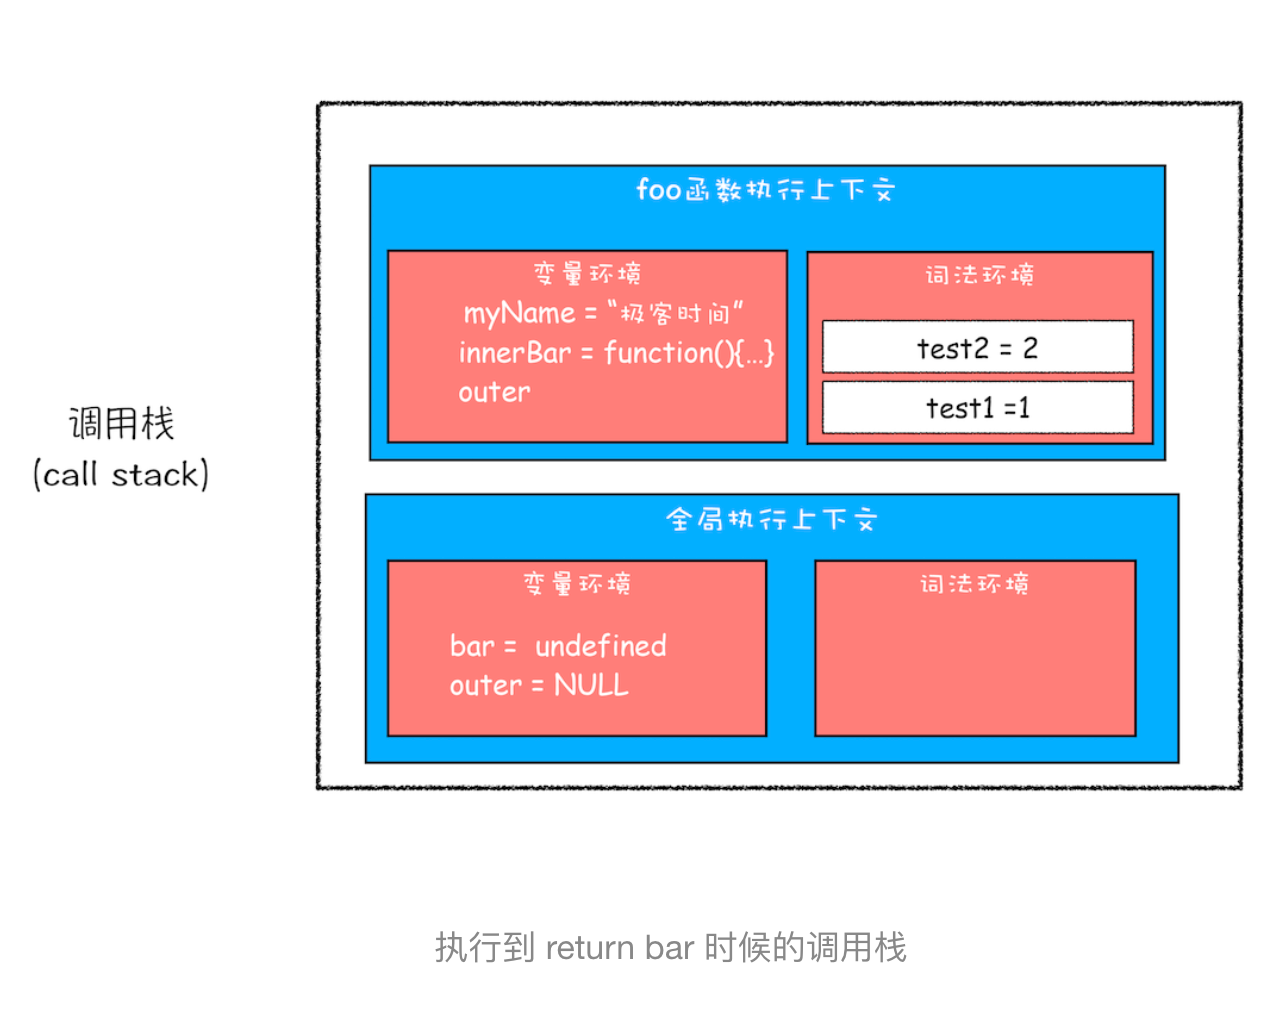 调用栈
(call stack)
foo函数执行上下文
变量环境
myName = “极客时间”
innerBar = function(){...}
outer
词法环境
test2 = 2
test1 =1
全局执行上下文
变量环境
bar = undefined
outer = NULL
词法环境
执行到 return bar 时候的调用栈